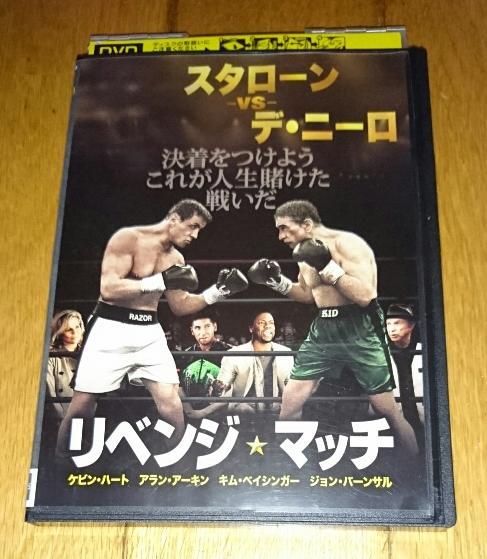 DVD
スタローン
-VS-
デ・ニーロ
決着をつけよう
これが人生賭けた
戦いだ
RAZOR
KID
リベンジ★マッチ
ケビン・ハート アラン・アーキン キム・ベイシンガー ジョン・バーンサル